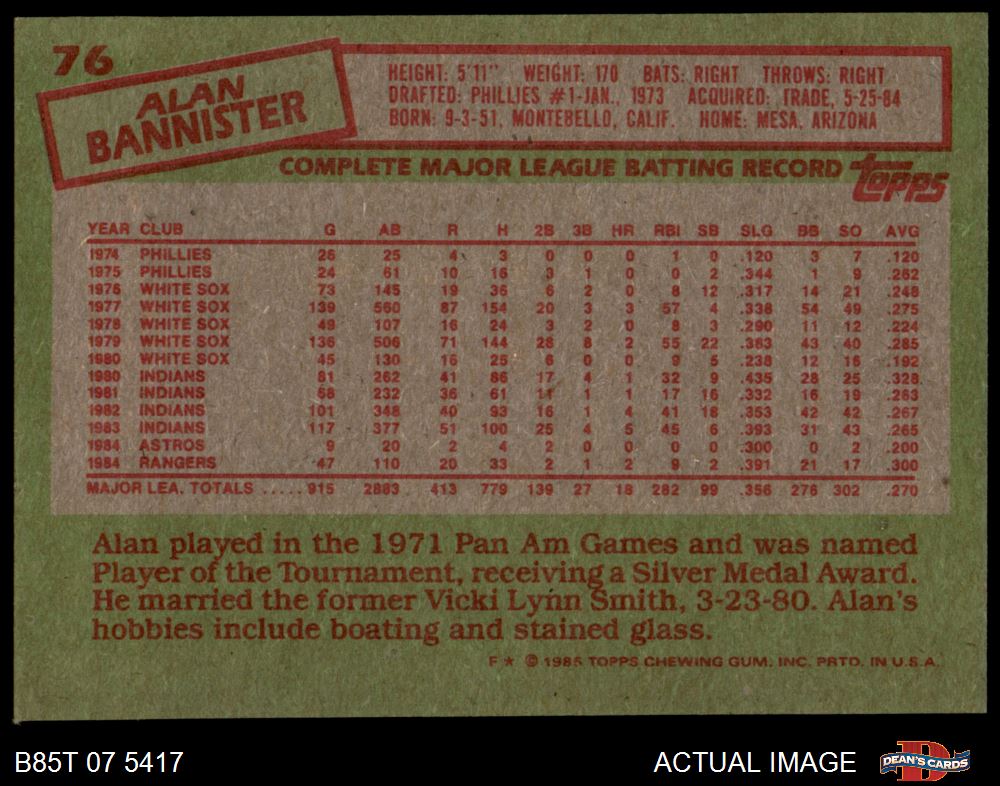 76
ALAN
BANNISTER
HEIGHT: 5'11" WEIGHT: 170 BATS: RIGHT THROWS: RIGHT
DRAFTED: PHILLIES #1-JAN., 1973 ACQUIRED: TRADE, 5-25-84
BORN: 9-3-51, MONTEBELLO, CALIF. HOME: MESA, ARIZONA
COMPLETE MAJOR LEAGUE BATTING RECORD topps
YEAR CLUB G AB R H 2B 3B HR RBI SB SLG BB SO AVG
1974 PHILLIES 26 25 4 3 0 0 0 1 0 .120 3 7 .120
1975 PHILLIES 24 61 10 16 3 1 0 0 2 .344 1 9 .262
1976 WHITE SOX 73 145 19 36 6 2 0 8 12 .317 14 21 .248
1977 WHITE SOX 139 560 87 154 20 3 3 57 4 .338 54 49 .275
1978 WHITE SOX 49 107 16 24 3 2 0 8 3 .290 11 12 .224
1979 WHITE SOX 136 506 71 144 28 8 2 55 22 .383 43 40 .285
1980 WHITE SOX 45 130 16 25 6 0 0 9 5 .238 12 16 .192
1980 INDIANS 81 262 41 86 17 4 1 32 9 .435 28 25 .328
1981 INDIANS 68 232 36 61 11 1 1 17 16 .332 16 19 .263
1982 INDIANS 101 348 40 93 16 1 4 41 18 .353 42 42 .267
1983 INDIANS 117 377 51 100 25 4 5 45 6 .393 31 43 .265
1984 ASTROS 9 20 2 4 2 0 0 0 0 .300 0 2 .200
1984 RANGERS 47 110 20 33 2 1 2 9 2 .391 21 17 .300
MAJOR LEA. TOTALS ..... 915 2883 413 779 139 27 18 282 99 .356 276 302 .270
Alan played in the 1971 Pan Am Games and was named
Player of the Tournament, receiving a Silver Medal Award.
He married the former Vicki Lynn Smith, 3-23-80. Alan's
hobbies include boating and stained glass.
F★ © 1985 TOPPS CHEWING GUM, INC. PRTD. IN U.S.A.
B85T 07 5417 ACTUAL IMAGE D DEAN'S CARDS